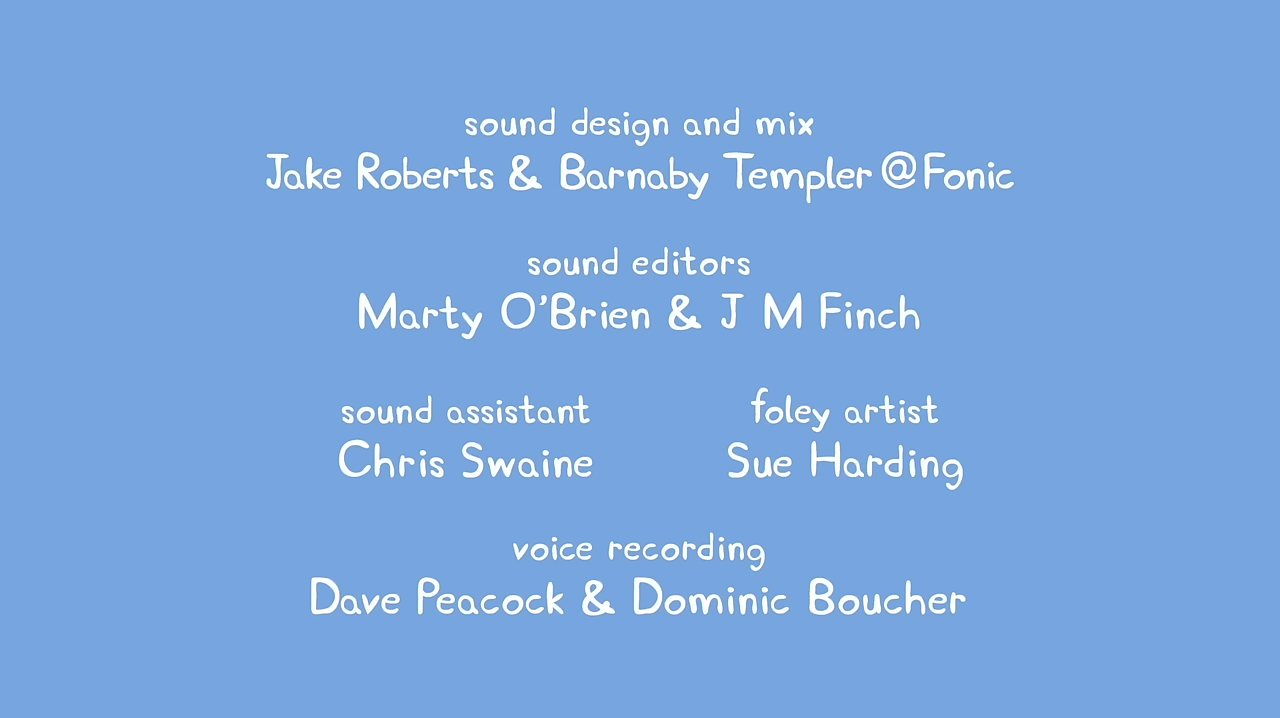 sound design and mix
Jake Roberts & Barnaby Templer @Fonic
sound editors
Marty O'Brien & J M Finch
sound assistant
Chris Swaine
foley artist
Sue Harding
voice recording
Dave Peacock & Dominic Boucher